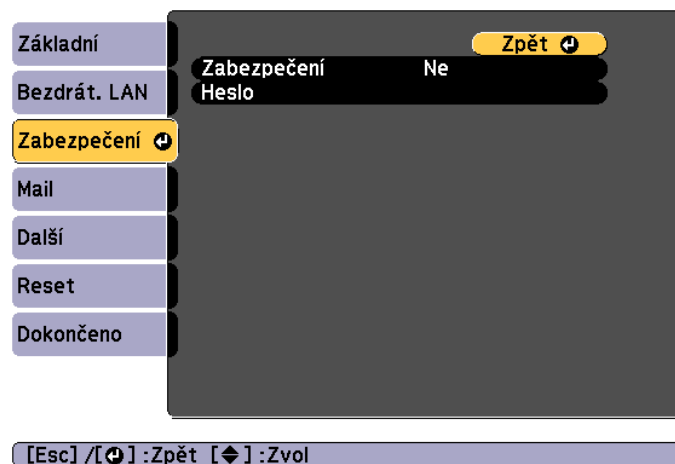 Základní
Bezdrát. LAN
Zabezpečení
Mail
Další
Reset
Dokončeno
Zpět
Zabezpečení Ne
Heslo
[Esc] /[ ] :Zpět [ ] :Zvol